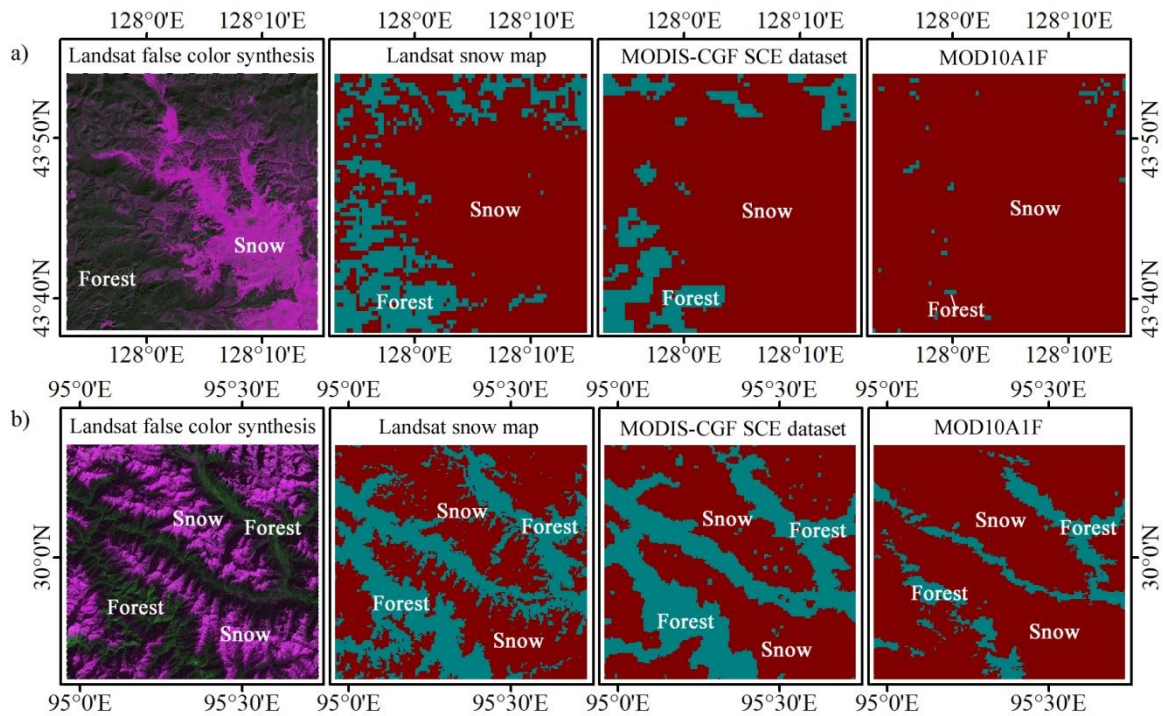 128°0'E 128°10'E 128°0'E 128°10'E 128°0'E 128°10'E 128°0'E 128°10'E
a) Landsat false color synthesis Landsat snow map MODIS-CGF SCE dataset MOD10A1F
43°50'N 43°50'N
Snow Snow Snow Snow
Forest Forest Forest Forest
43°40'N 43°40'N
128°0'E 128°10'E 128°0'E 128°10'E 128°0'E 128°10'E 128°0'E 128°10'E
95°0'E 95°30'E 95°0'E 95°30'E 95°0'E 95°30'E 95°0'E 95°30'E
b) Landsat false color synthesis Landsat snow map MODIS-CGF SCE dataset MOD10A1F
Snow Forest Snow Forest Snow Forest Snow Forest
30°0'N 30°0'N
Forest Snow Forest Snow Forest Snow Forest Snow
95°0'E 95°30'E 95°0'E 95°30'E 95°0'E 95°30'E 95°0'E 95°30'E